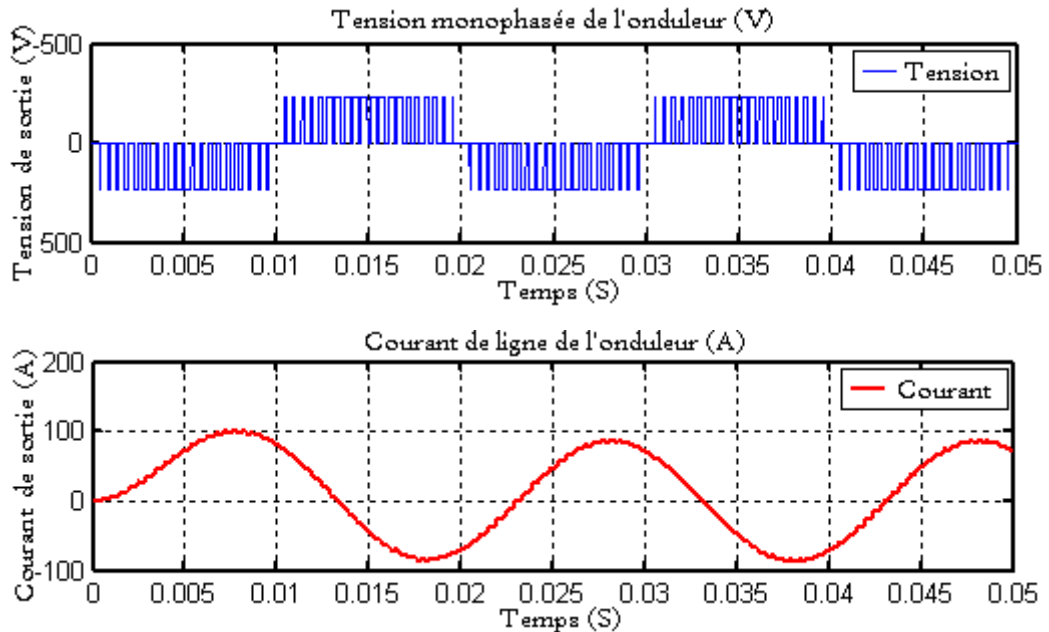 Tension monophasée de l'onduleur (V)
Tension de sortie (V)
-500
0
500
Tension
0 0.005 0.01 0.015 0.02 0.025 0.03 0.035 0.04 0.045 0.05
Temps (S)
Courant de ligne de l'onduleur (A)
Courant de sortie (A)
200
100
0
-100
Courant
0 0.005 0.01 0.015 0.02 0.025 0.03 0.035 0.04 0.045 0.05
Temps (S)